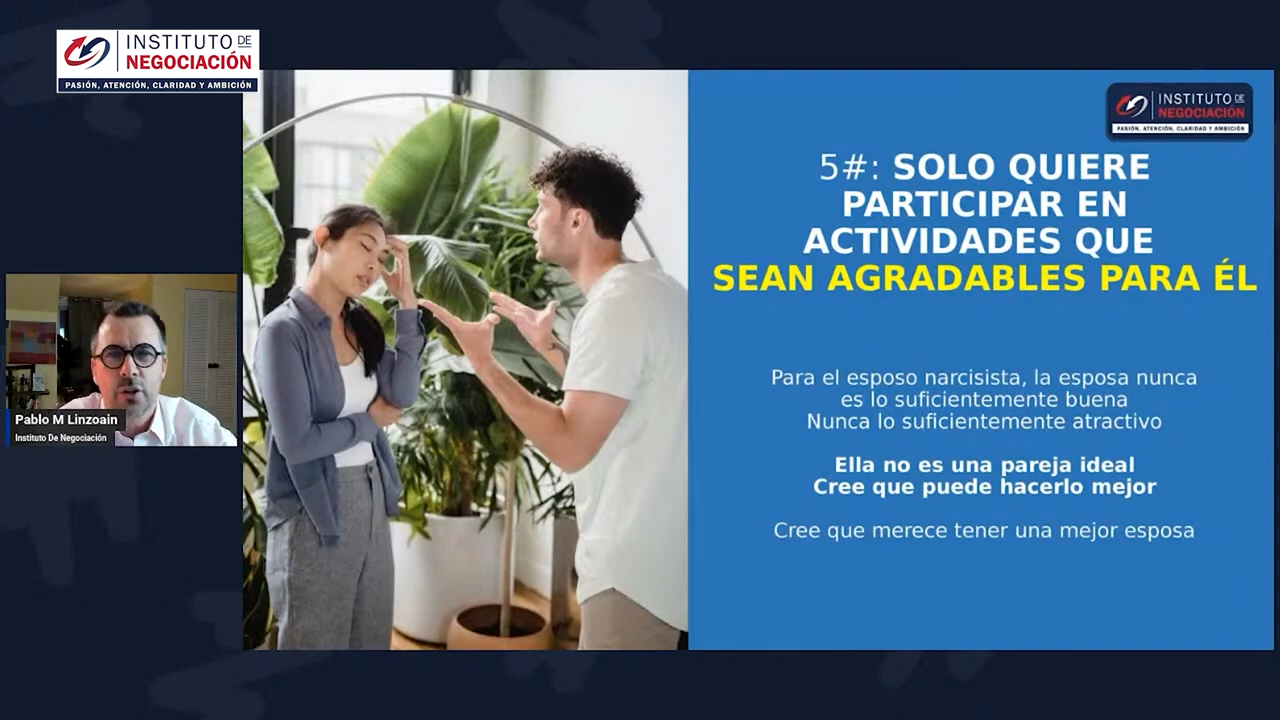 INSTITUTO DE
NEGOCIACIÓN
PASIÓN, ATENCIÓN, CLARIDAD Y AMBICIÓN
INSTITUTO DE
NEGOCIACIÓN
PASIÓN, ATENCIÓN, CLARIDAD Y AMBICIÓN
5#: SOLO QUIERE
PARTICIPAR EN
ACTIVIDADES QUE
SEAN AGRADABLES PARA ÉL
Para el esposo narcisista, la esposa nunca
es lo suficientemente buena
Nunca lo suficientemente atractivo
Ella no es una pareja ideal
Cree que puede hacerlo mejor
Cree que merece tener una mejor esposa
Pablo M Linzoain
Instituto De Negociación